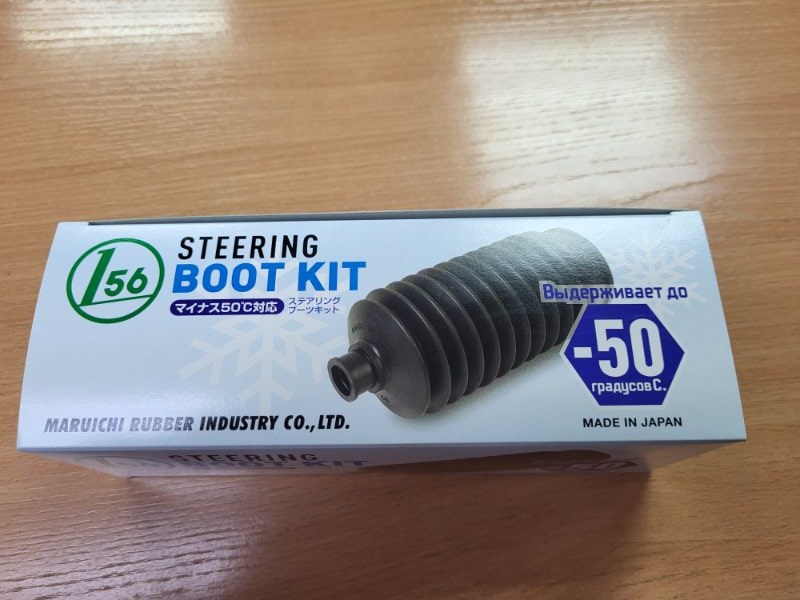 156
STEERING
BOOT KIT
マイナス50℃対応
ステアリング
ブーツキット
MARUICHI RUBBER INDUSTRY CO.,LTD.
Выдерживает до
-50
градусов С.
MADE IN JAPAN
STEERING
BOOT KIT